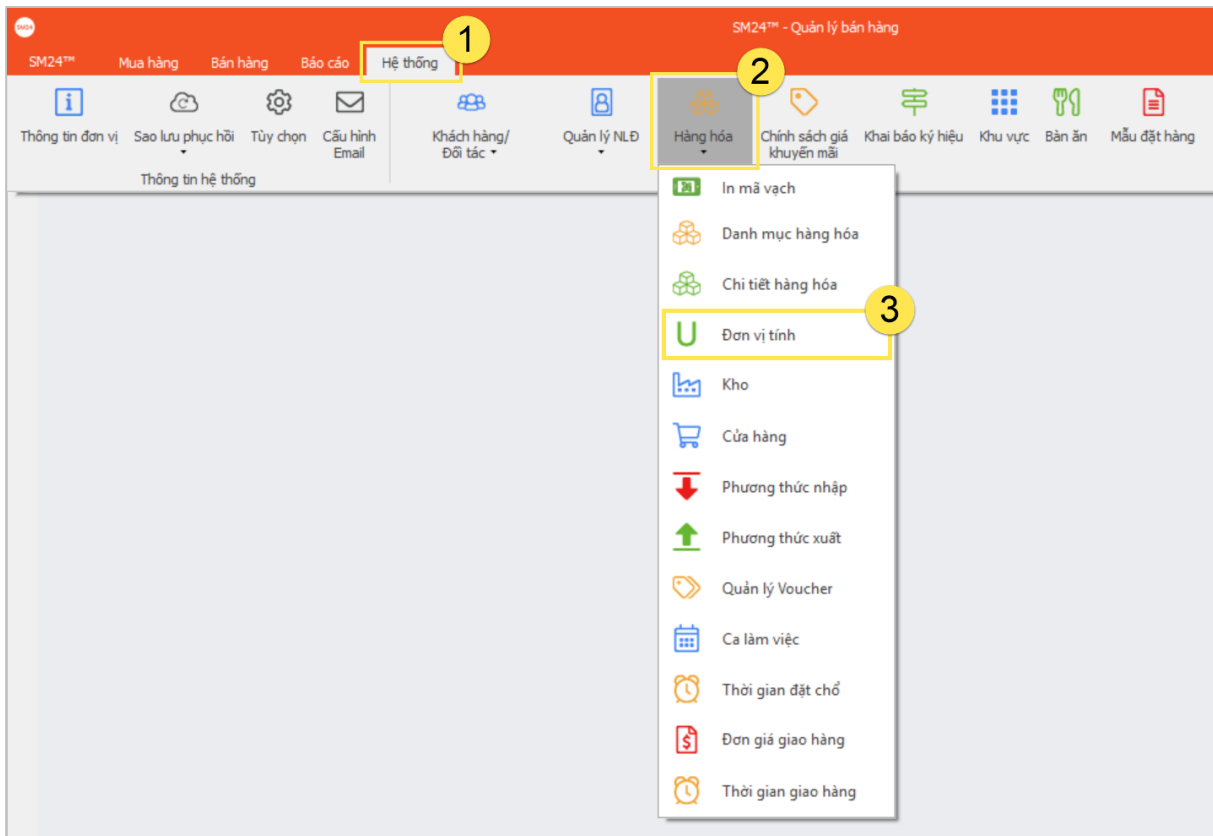 SM24
SM24™ - Quản lý bán hàng
1
SM24™ Mua hàng Bán hàng Báo cáo Hệ thống
2
Thông tin đơn vị Sao lưu phục hồi Tùy chọn Cấu hình Email Khách hàng/ Đối tác Quản lý NLĐ Hàng hóa Chính sách giá khuyến mãi Khai báo ký hiệu Khu vực Bàn ăn Mẫu đặt hàng
Thông tin hệ thống
In mã vạch
Danh mục hàng hóa
Chi tiết hàng hóa
3
Đơn vị tính
Kho
Cửa hàng
Phương thức nhập
Phương thức xuất
Quản lý Voucher
Ca làm việc
Thời gian đặt chổ
Đơn giá giao hàng
Thời gian giao hàng